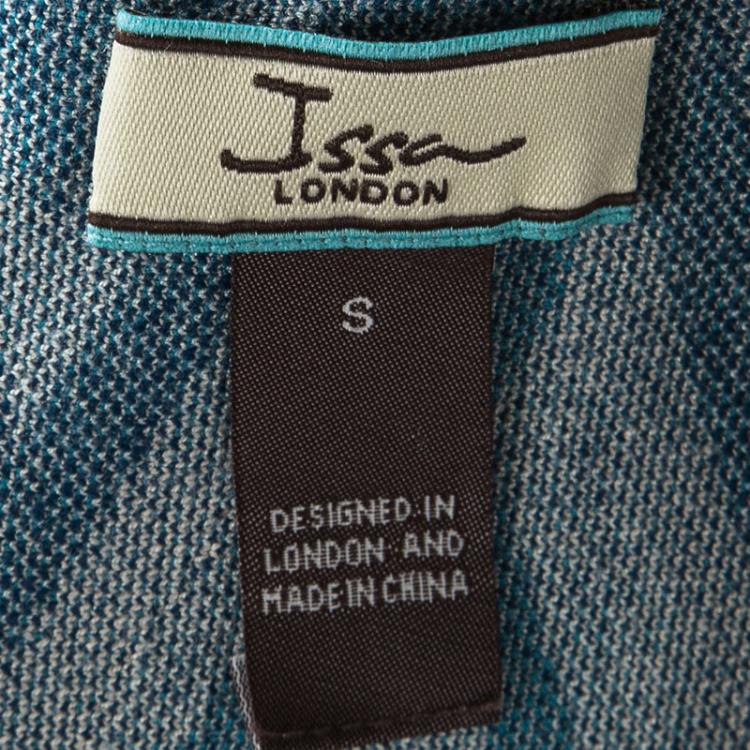 Issa
LONDON
S
DESIGNED IN
LONDON AND
MADE IN CHINA